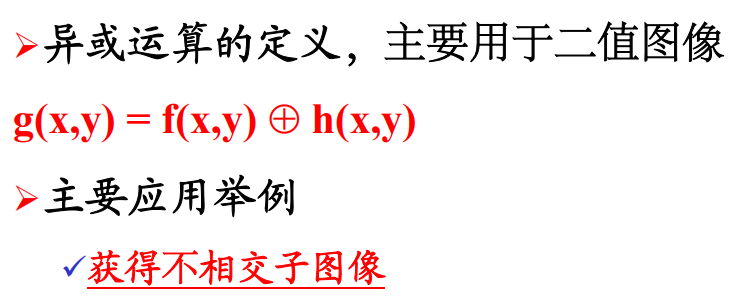 ➢异或运算的定义，主要用于二值图像
g(x,y) = f(x,y) ⊕ h(x,y)
➢主要应用举例
✓获得不相交子图像